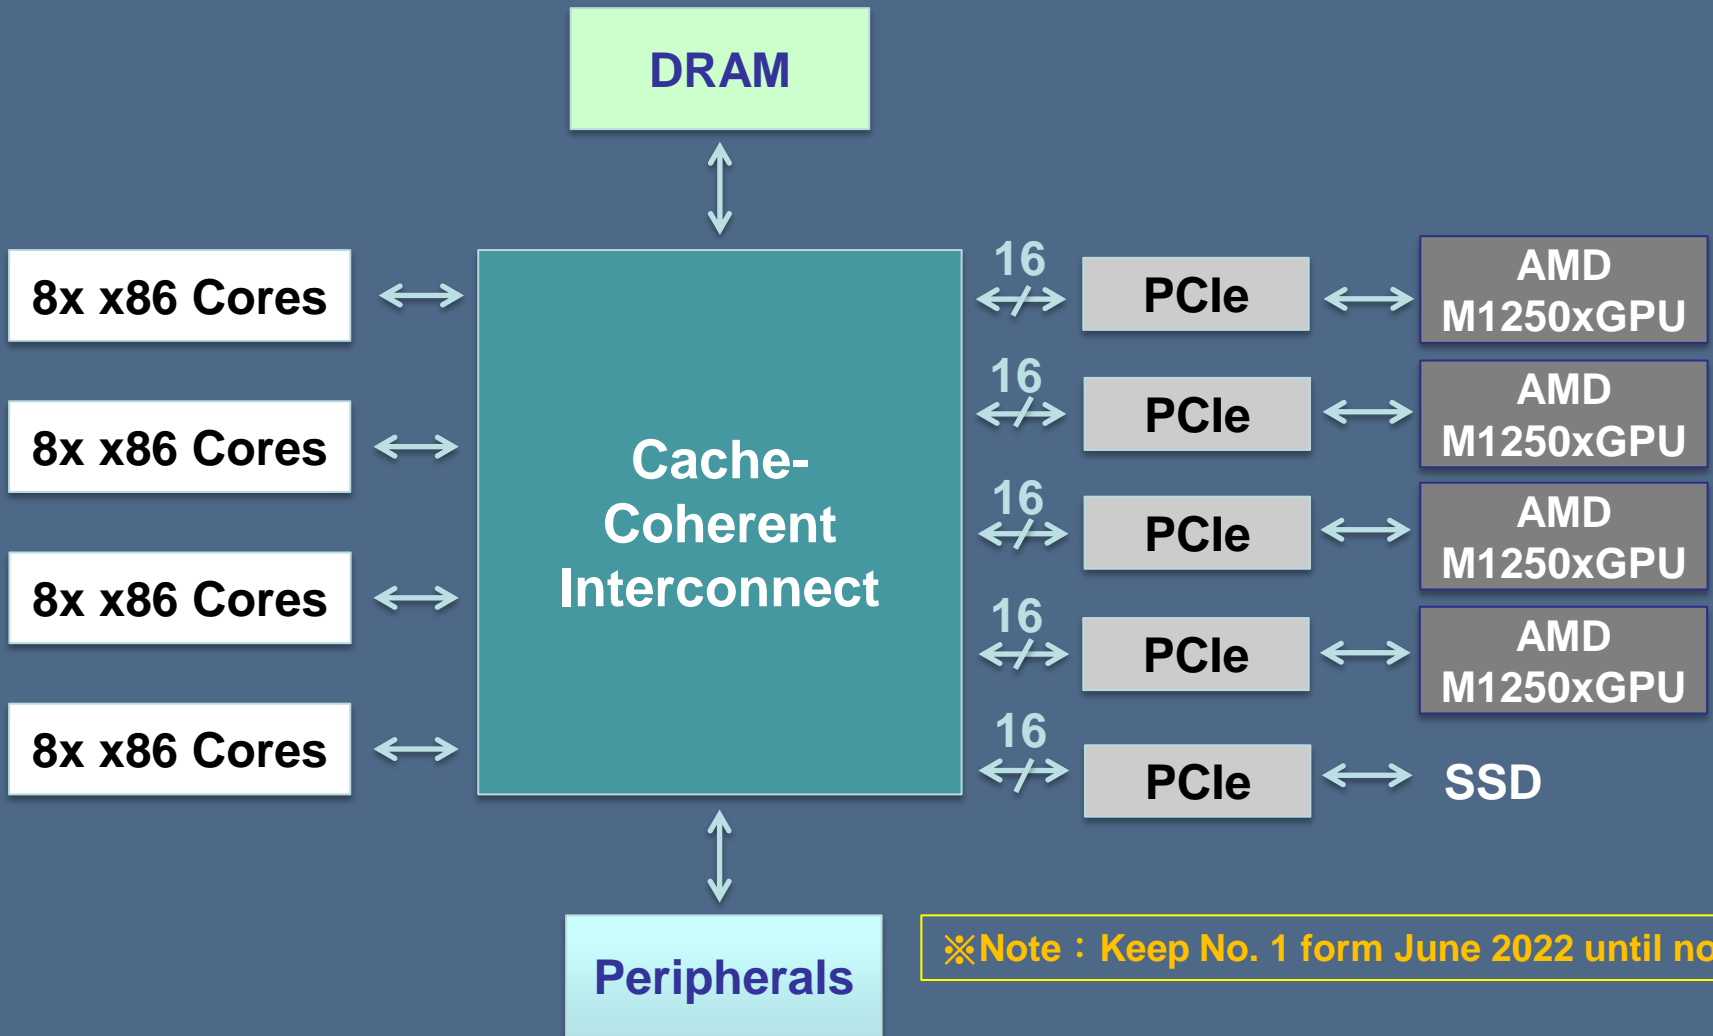 DRAM
8x x86 Cores
8x x86 Cores
8x x86 Cores
8x x86 Cores
Cache-
Coherent
Interconnect
16
PCIe
AMD
M1250xGPU
16
PCIe
AMD
M1250xGPU
16
PCIe
AMD
M1250xGPU
16
PCIe
AMD
M1250xGPU
16
PCIe
SSD
Peripherals
※Note：Keep No. 1 form June 2022 until